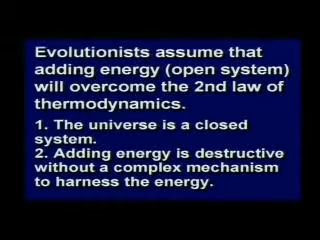 Evolutionists assume that
adding energy (open system)
will overcome the 2nd law of
thermodynamics.
1. The universe is a closed
system.
2. Adding energy is destructive
without a complex mechanism
to harness the energy.